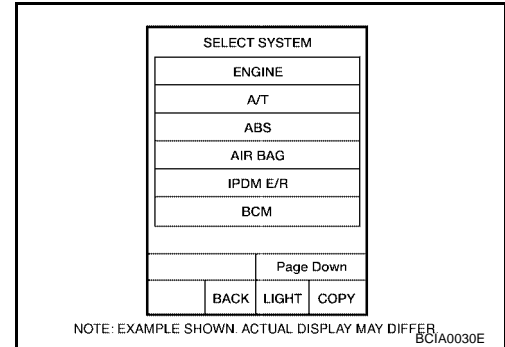 SELECT SYSTEM
ENGINE
A/T
ABS
AIR BAG
IPDM E/R
BCM
Page Down
BACK LIGHT COPY
NOTE: EXAMPLE SHOWN. ACTUAL DISPLAY MAY DIFFER.
BCIA0030E